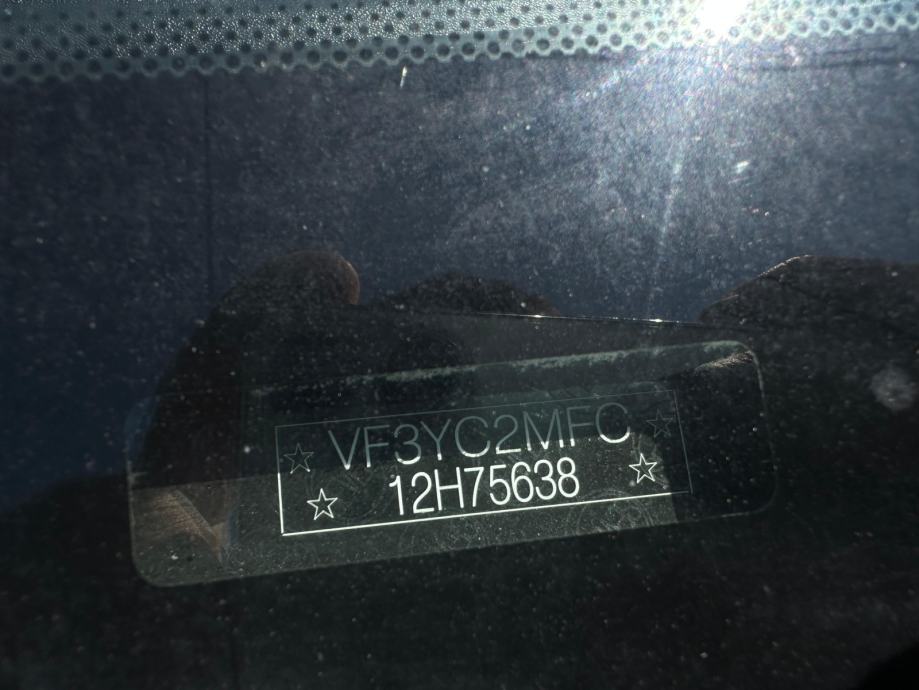 ☆ VF3YC2MFC ☆
☆ 12H75638 ☆